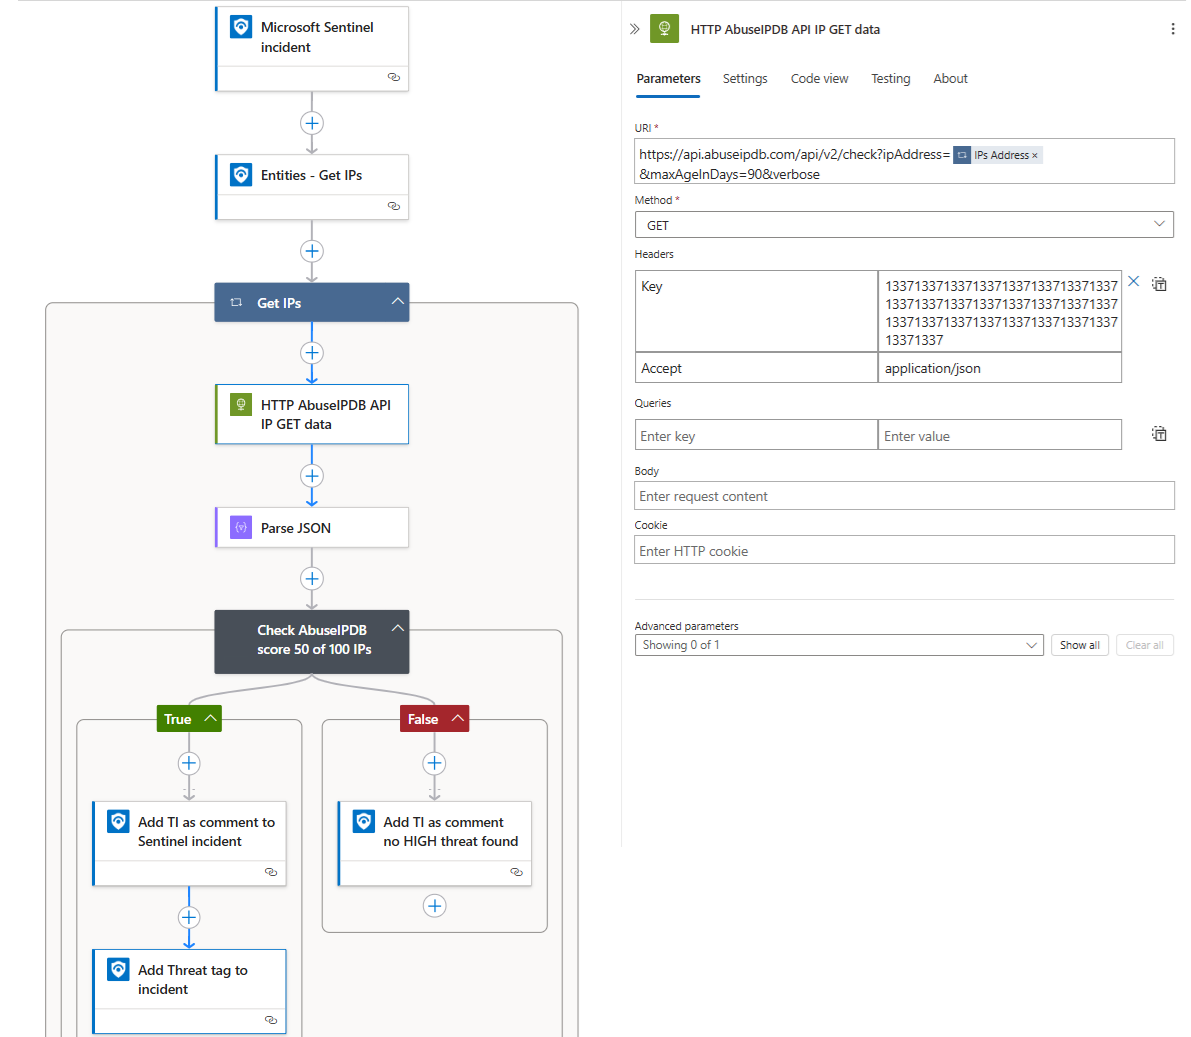 Microsoft Sentinel
incident
Entities - Get IPs
Get IPs
HTTP AbuseIPDB API
IP GET data
Parse JSON
Check AbuseIPDB
score 50 of 100 IPs
True
False
Add TI as comment to
Sentinel incident
Add TI as comment
no HIGH threat found
Add Threat tag to
incident
HTTP AbuseIPDB API IP GET data
Parameters
Settings
Code view
Testing
About
URI *
https://api.abuseipdb.com/api/v2/check?ipAddress= IPs Address ×
&maxAgeInDays=90&verbose
Method *
GET
Headers
Key
13371337133713371337133713371337
13371337133713371337133713371337
13371337133713371337133713371337
13371337
Accept
application/json
Queries
Enter key
Enter value
Body
Enter request content
Cookie
Enter HTTP cookie
Advanced parameters
Showing 0 of 1
Show all
Clear all